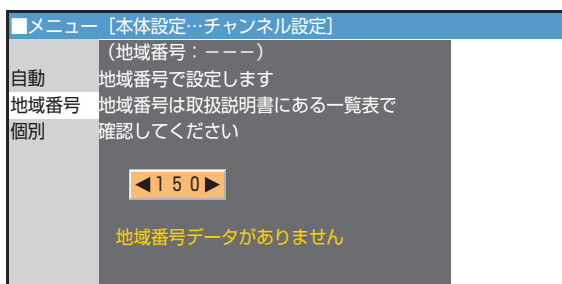 ■メニュー [本体設定…チャンネル設定]
(地域番号:ーーー)
自動 地域番号で設定します
地域番号 地域番号は取扱説明書にある一覧表で
個別 確認してください
◀150▶
地域番号データがありません